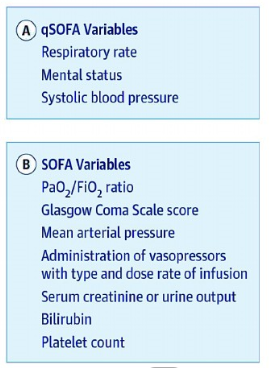 A qSOFA Variables
Respiratory rate
Mental status
Systolic blood pressure
B SOFA Variables
PaO₂/FiO₂ ratio
Glasgow Coma Scale score
Mean arterial pressure
Administration of vasopressors
with type and dose rate of infusion
Serum creatinine or urine output
Bilirubin
Platelet count